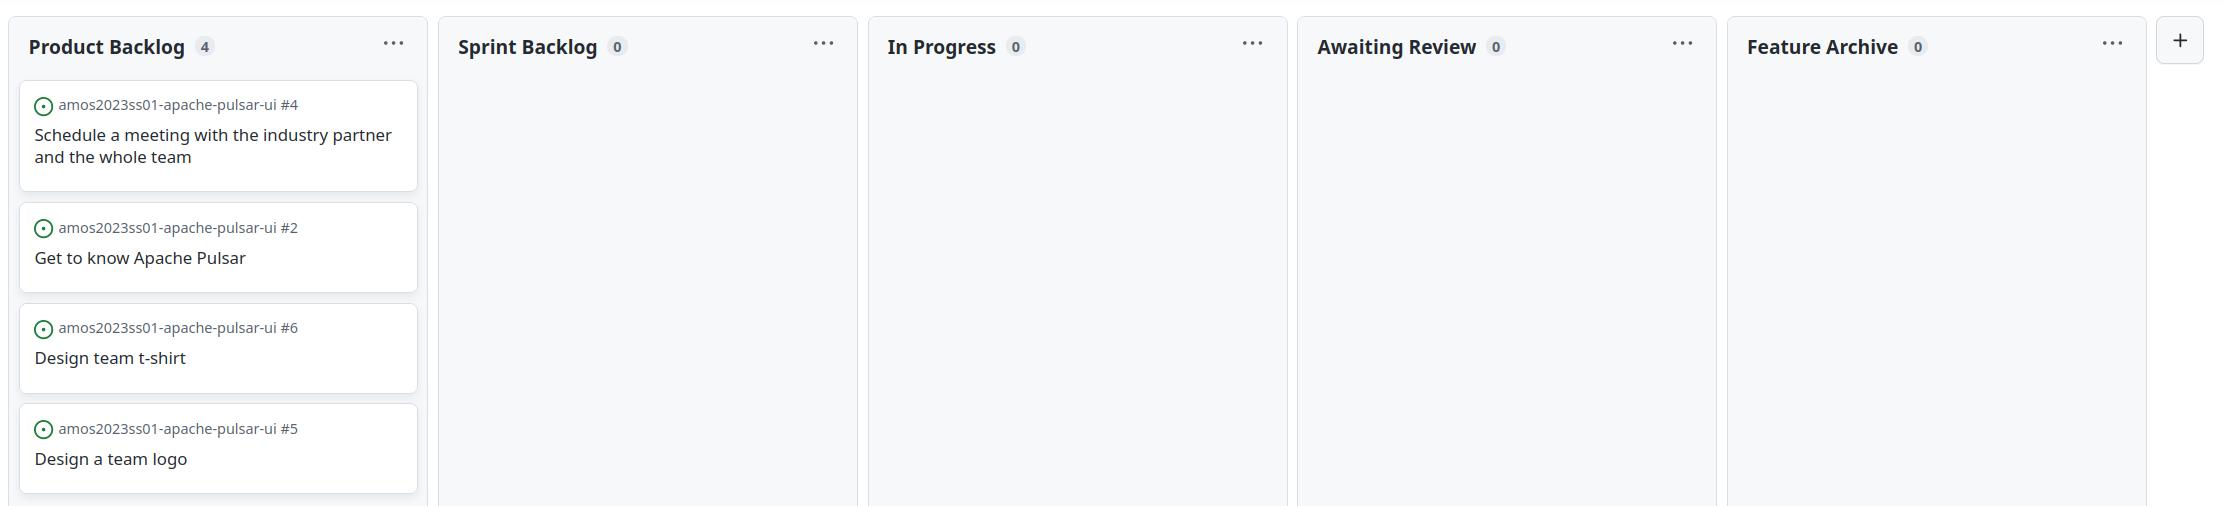 Product Backlog 4
amos2023ss01-apache-pulsar-ui #4
Schedule a meeting with the industry partner
and the whole team
amos2023ss01-apache-pulsar-ui #2
Get to know Apache Pulsar
amos2023ss01-apache-pulsar-ui #6
Design team t-shirt
amos2023ss01-apache-pulsar-ui #5
Design a team logo
Sprint Backlog 0
In Progress 0
Awaiting Review 0
Feature Archive 0